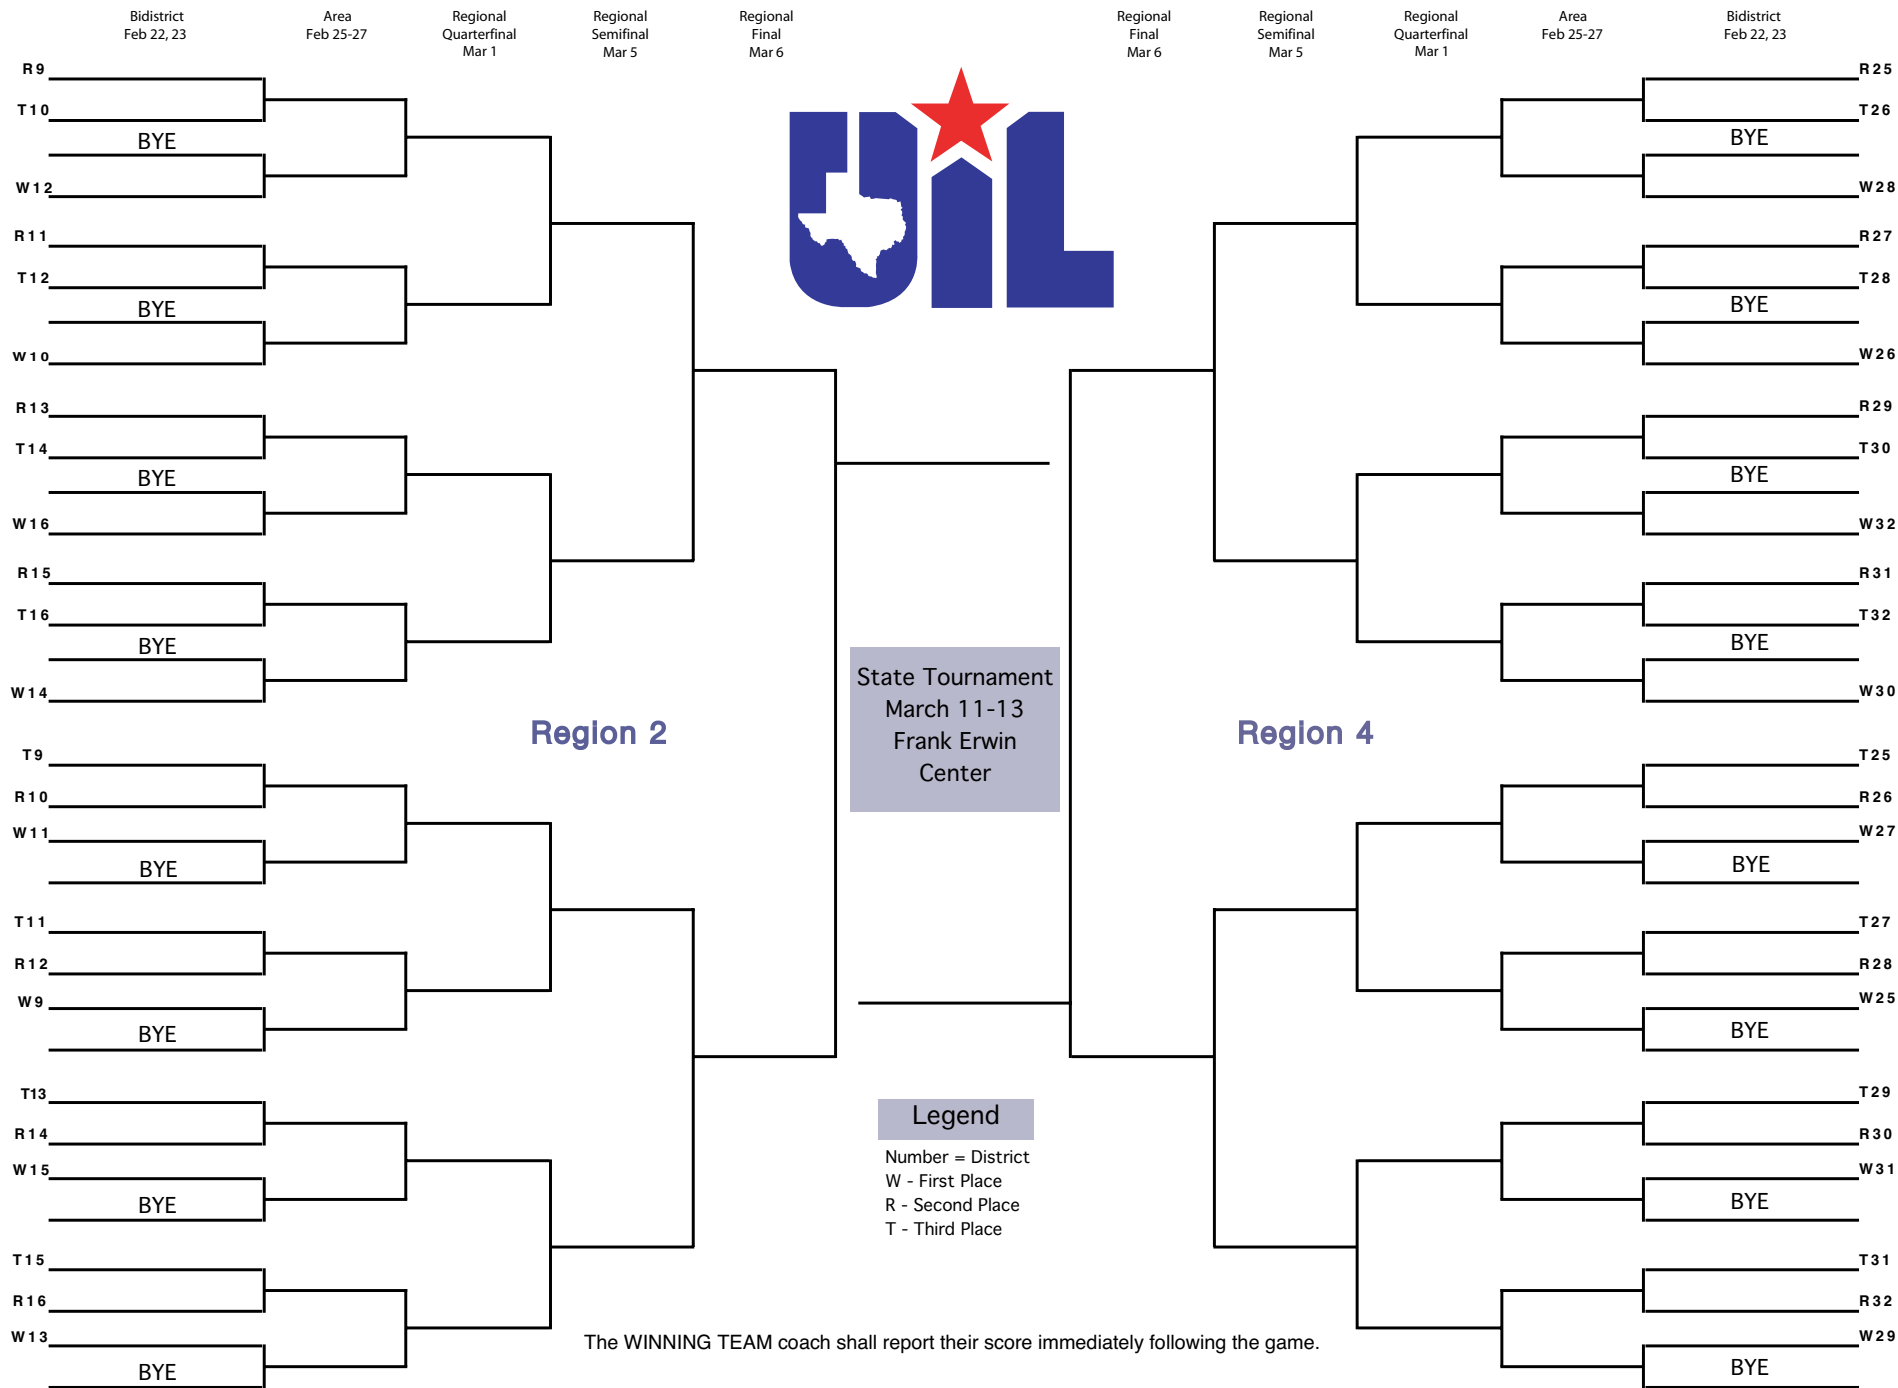 Bidistrict
Feb 22, 23
Area
Feb 25-27
Regional
Quarterfinal
Mar 1
Regional
Semifinal
Mar 5
Regional
Final
Mar 6
Regional
Final
Mar 6
Regional
Semifinal
Mar 5
Regional
Quarterfinal
Mar 1
Area
Feb 25-27
Bidistrict
Feb 22, 23
R9
T10
BYE
W12
R11
T12
BYE
W10
R13
T14
BYE
W16
R15
T16
BYE
W14
Region 2
T9
R10
W11
BYE
T11
R12
W9
BYE
T13
R14
W15
BYE
T15
R16
W13
BYE
UIL
State Tournament
March 11-13
Frank Erwin
Center
Legend
Number = District
W - First Place
R - Second Place
T - Third Place
The WINNING TEAM coach shall report their score immediately following the game.
R25
T26
BYE
W28
R27
T28
BYE
W26
R29
T30
BYE
W32
R31
T32
BYE
W30
Region 4
T25
R26
W27
BYE
T27
R28
W25
BYE
T29
R30
W31
BYE
T31
R32
W29
BYE